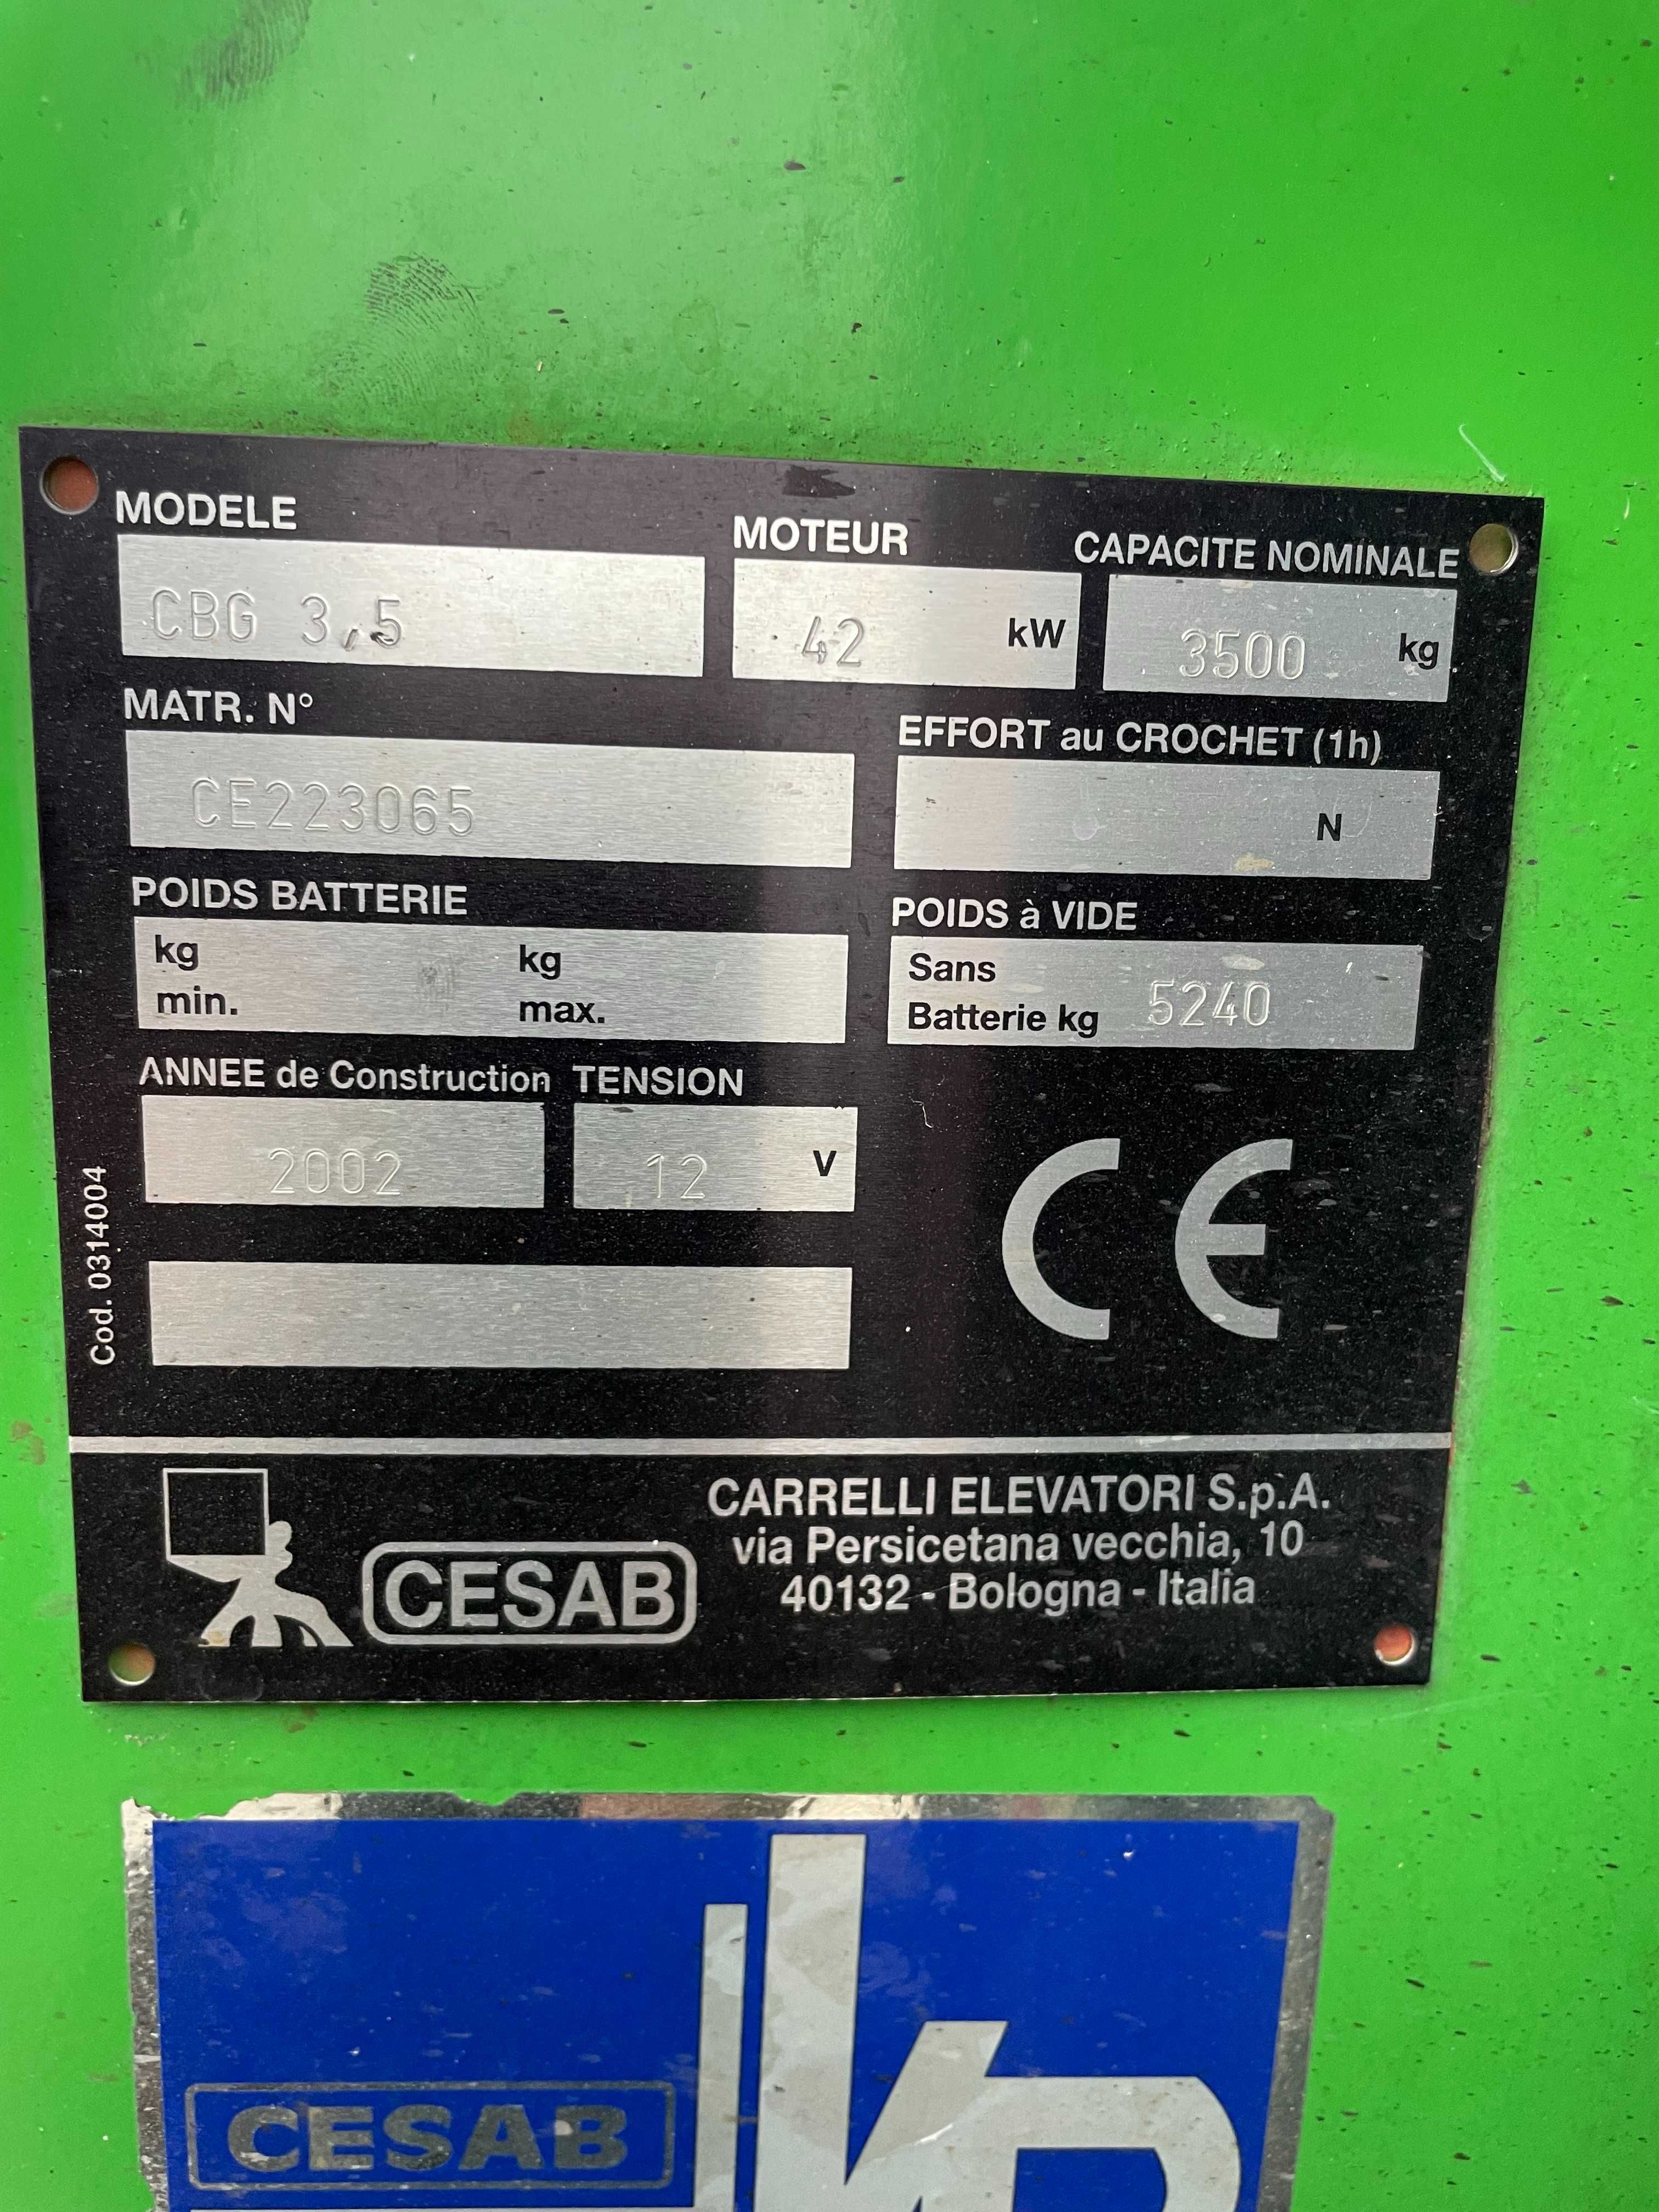 MODELE
MOTEUR
CAPACITE NOMINALE
CBG 3,5
42 kW
3500 kg
MATR. N°
EFFORT au CROCHET (1h)
CE223065
N
POIDS BATTERIE
POIDS à VIDE
kg
min.
kg
max.
Sans
Batterie kg 5240
ANNEE de Construction
TENSION
2002
12 V
CE
Cod. 0314004
CESAB
CARRELLI ELEVATORI S.p.A.
via Persicetana vecchia, 10
40132 - Bologna - Italia
CESAB